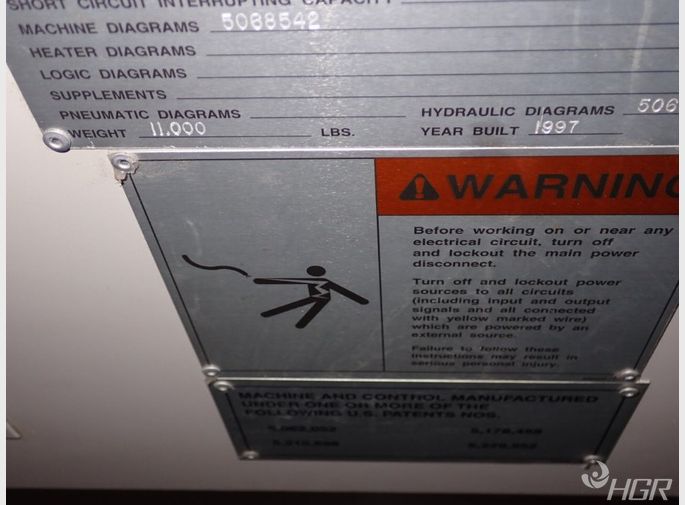 SHORT CIRCUIT INTERRUPTING CAPACITY
MACHINE DIAGRAMS 5068542
HEATER DIAGRAMS
LOGIC DIAGRAMS
SUPPLEMENTS
PNEUMATIC DIAGRAMS HYDRAULIC DIAGRAMS 506
WEIGHT 11,000 LBS. YEAR BUILT 1997
WARNING
Before working on or near any
electrical circuit, turn off
and lockout the main power
disconnect.
Turn off and lockout power
sources to all circuits
(including input and output
signals and all connected
with yellow marked wire)
which are powered by an
external source.
Failure to follow these
instructions may result in
serious personal injury.
MACHINE AND CONTROL MANUFACTURED
UNDER ONE OR MORE OF THE
FOLLOWING U.S. PATENTS NOS.
HGR